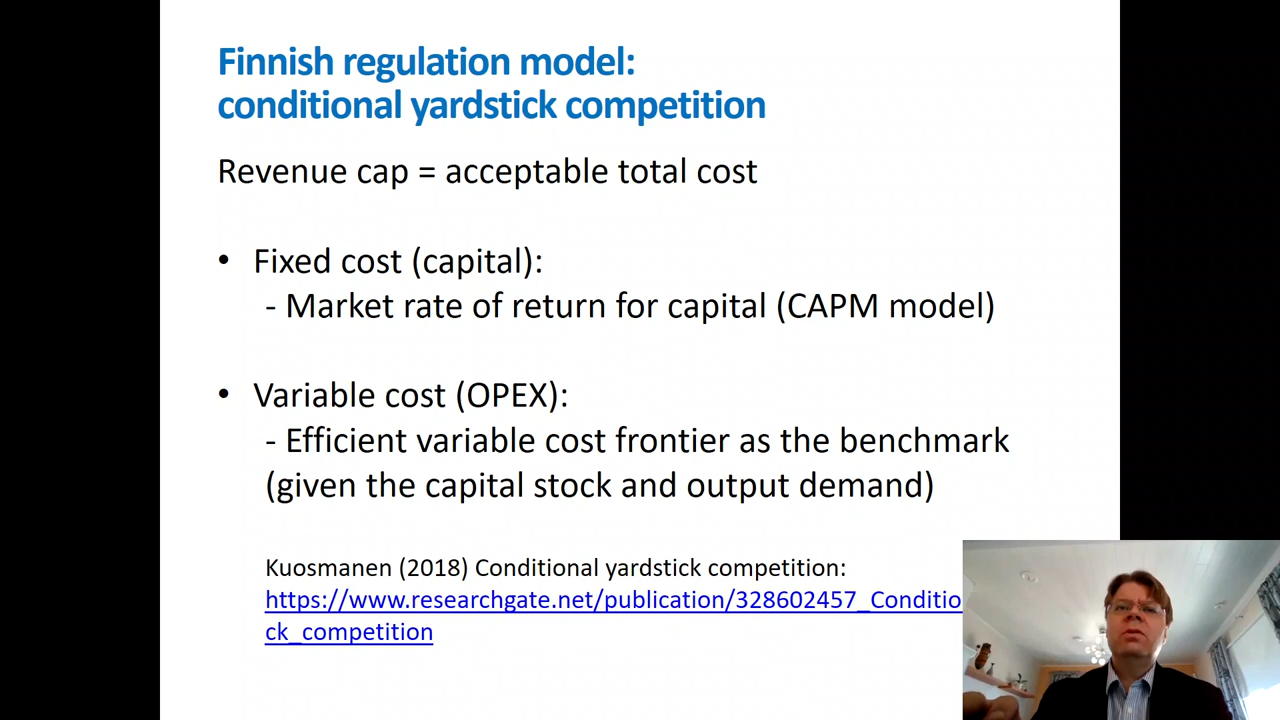 Finnish regulation model:
conditional yardstick competition
Revenue cap = acceptable total cost
• Fixed cost (capital):
- Market rate of return for capital (CAPM model)
• Variable cost (OPEX):
- Efficient variable cost frontier as the benchmark
(given the capital stock and output demand)
Kuosmanen (2018) Conditional yardstick competition:
https://www.researchgate.net/publication/328602457_Conditio
ck_competition